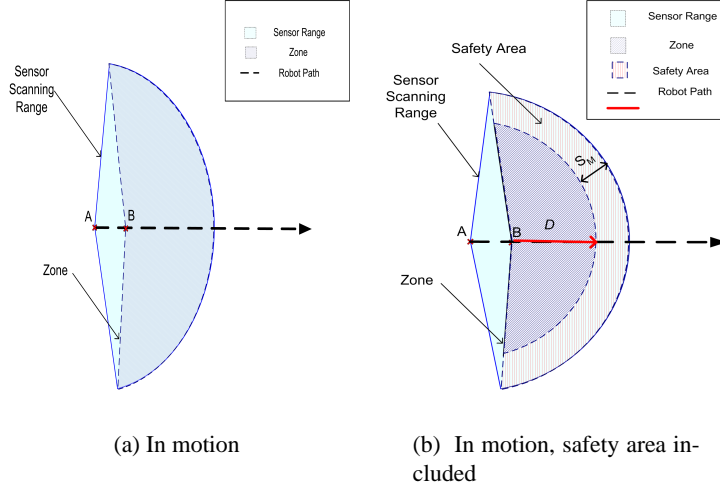 Sensor Range
Zone
Robot Path
Sensor
Scanning
Range
A
B
Zone
(a) In motion
Sensor Range
Zone
Safety Area
Robot Path
Safety Area
Sensor
Scanning
Range
S_M
A
B
D
Zone
(b) In motion, safety area in-
cluded